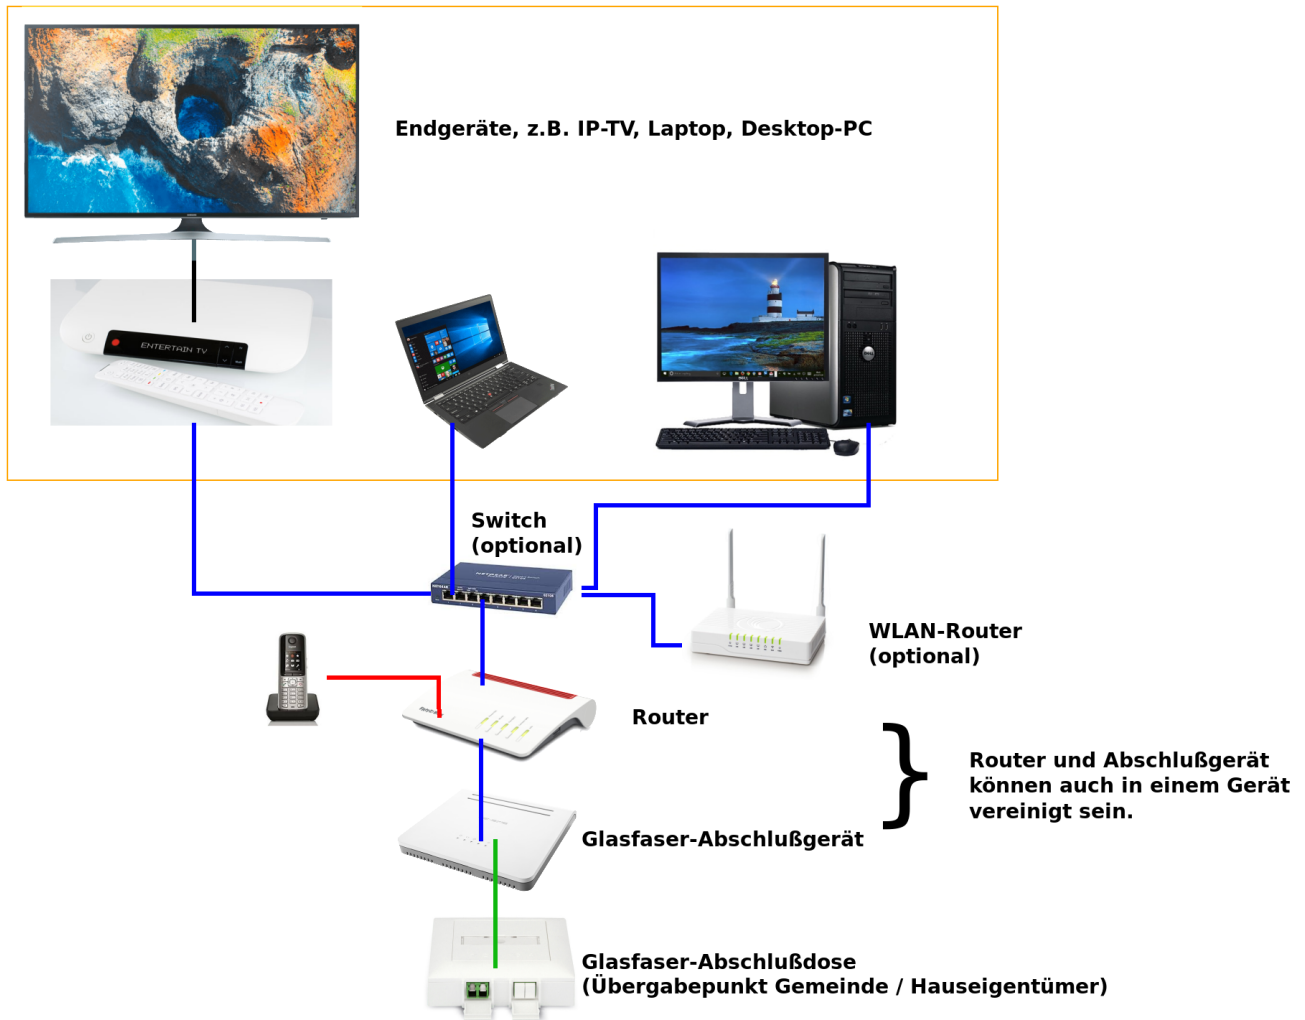 Endgeräte, z.B. IP-TV, Laptop, Desktop-PC
ENTERTAIN TV
Switch
(optional)
NETGEAR
WLAN-Router
(optional)
Router
Router und Abschlußgerät
können auch in einem Gerät
vereinigt sein.
Glasfaser-Abschlußgerät
Glasfaser-Abschlußdose
(Übergabepunkt Gemeinde / Hauseigentümer)